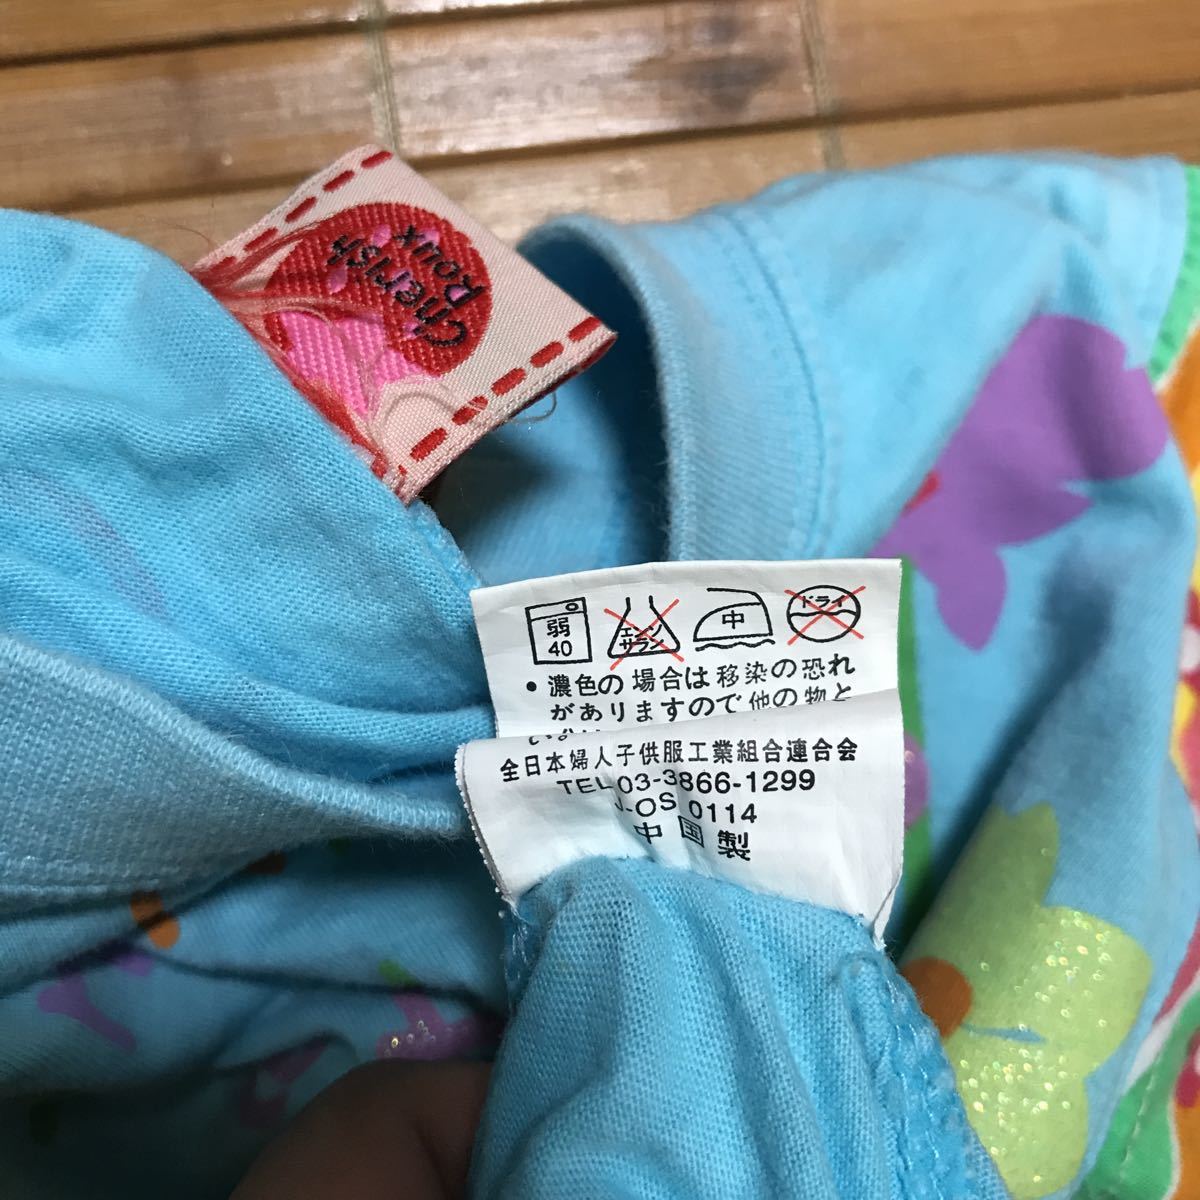 Cherish
Roux
弱
40
エンソ
サラシ
中
ドライ
• 濃色の場合は移染の恐れ
がありますので他の物と
全日本婦人子供服工業組合連合会
TEL 03-3866-1299
J-OS 0114
中国製